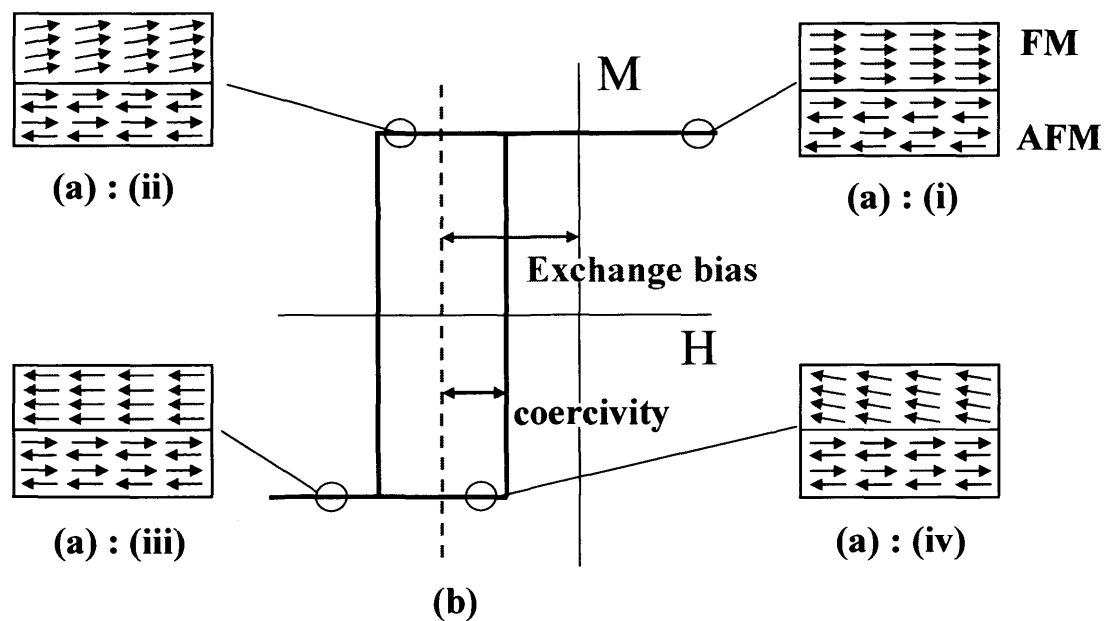 M
FM
AFM
(a) : (ii)
(a) : (i)
Exchange bias
H
coercivity
(a) : (iii)
(a) : (iv)
(b)